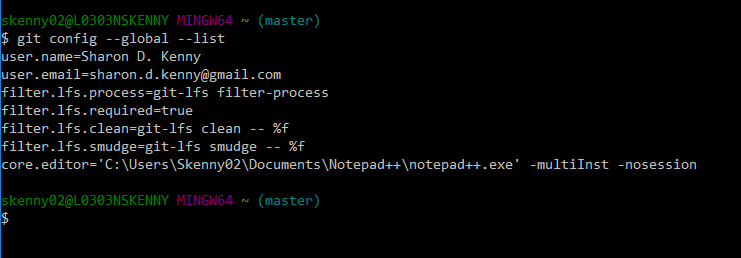 skenny02@L0303NSKENNY MINGW64 ~ (master)
$ git config --global --list
user.name=Sharon D. Kenny
user.email=sharon.d.kenny@gmail.com
filter.lfs.process=git-lfs filter-process
filter.lfs.required=true
filter.lfs.clean=git-lfs clean -- %f
filter.lfs.smudge=git-lfs smudge -- %f
core.editor='C:\Users\Skenny02\Documents\Notepad++\notepad++.exe' -multiInst -nosession
skenny02@L0303NSKENNY MINGW64 ~ (master)
$